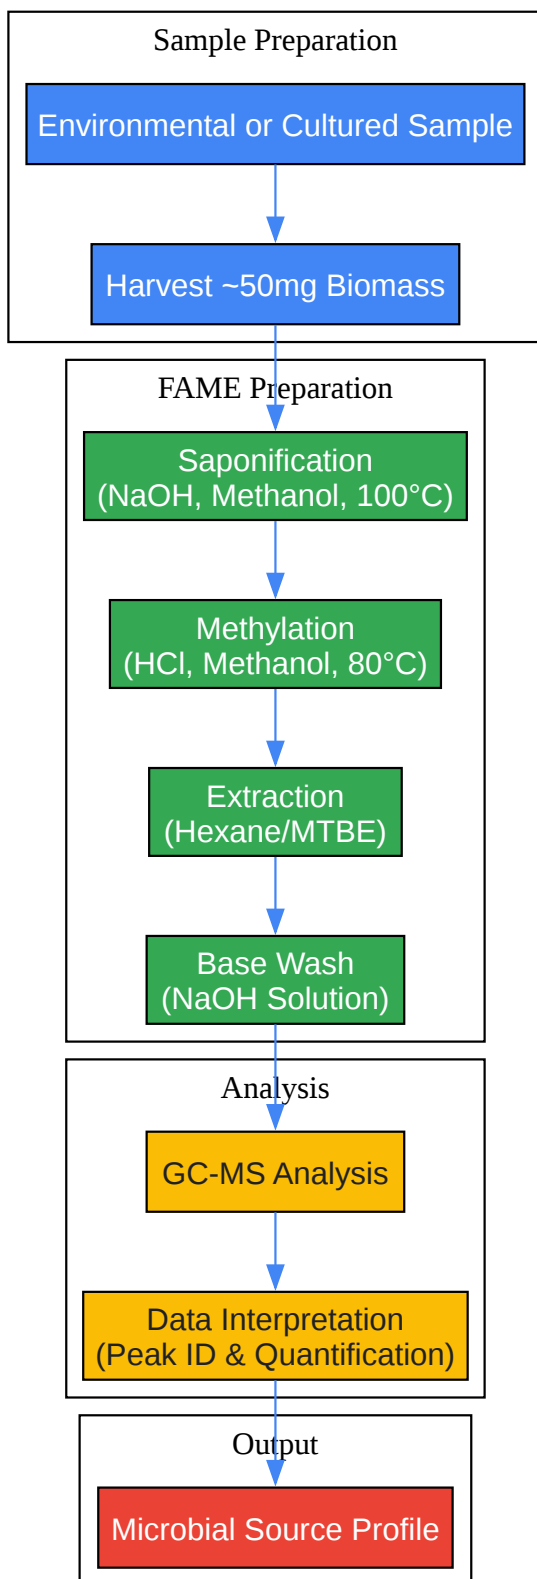 Sample Preparation
Environmental or Cultured Sample
Harvest ~50mg Biomass
FAME Preparation
Saponification
(NaOH, Methanol, 100°C)
Methylation
(HCl, Methanol, 80°C)
Extraction
(Hexane/MTBE)
Base Wash
(NaOH Solution)
Analysis
GC-MS Analysis
Data Interpretation
(Peak ID & Quantification)
Output
Microbial Source Profile